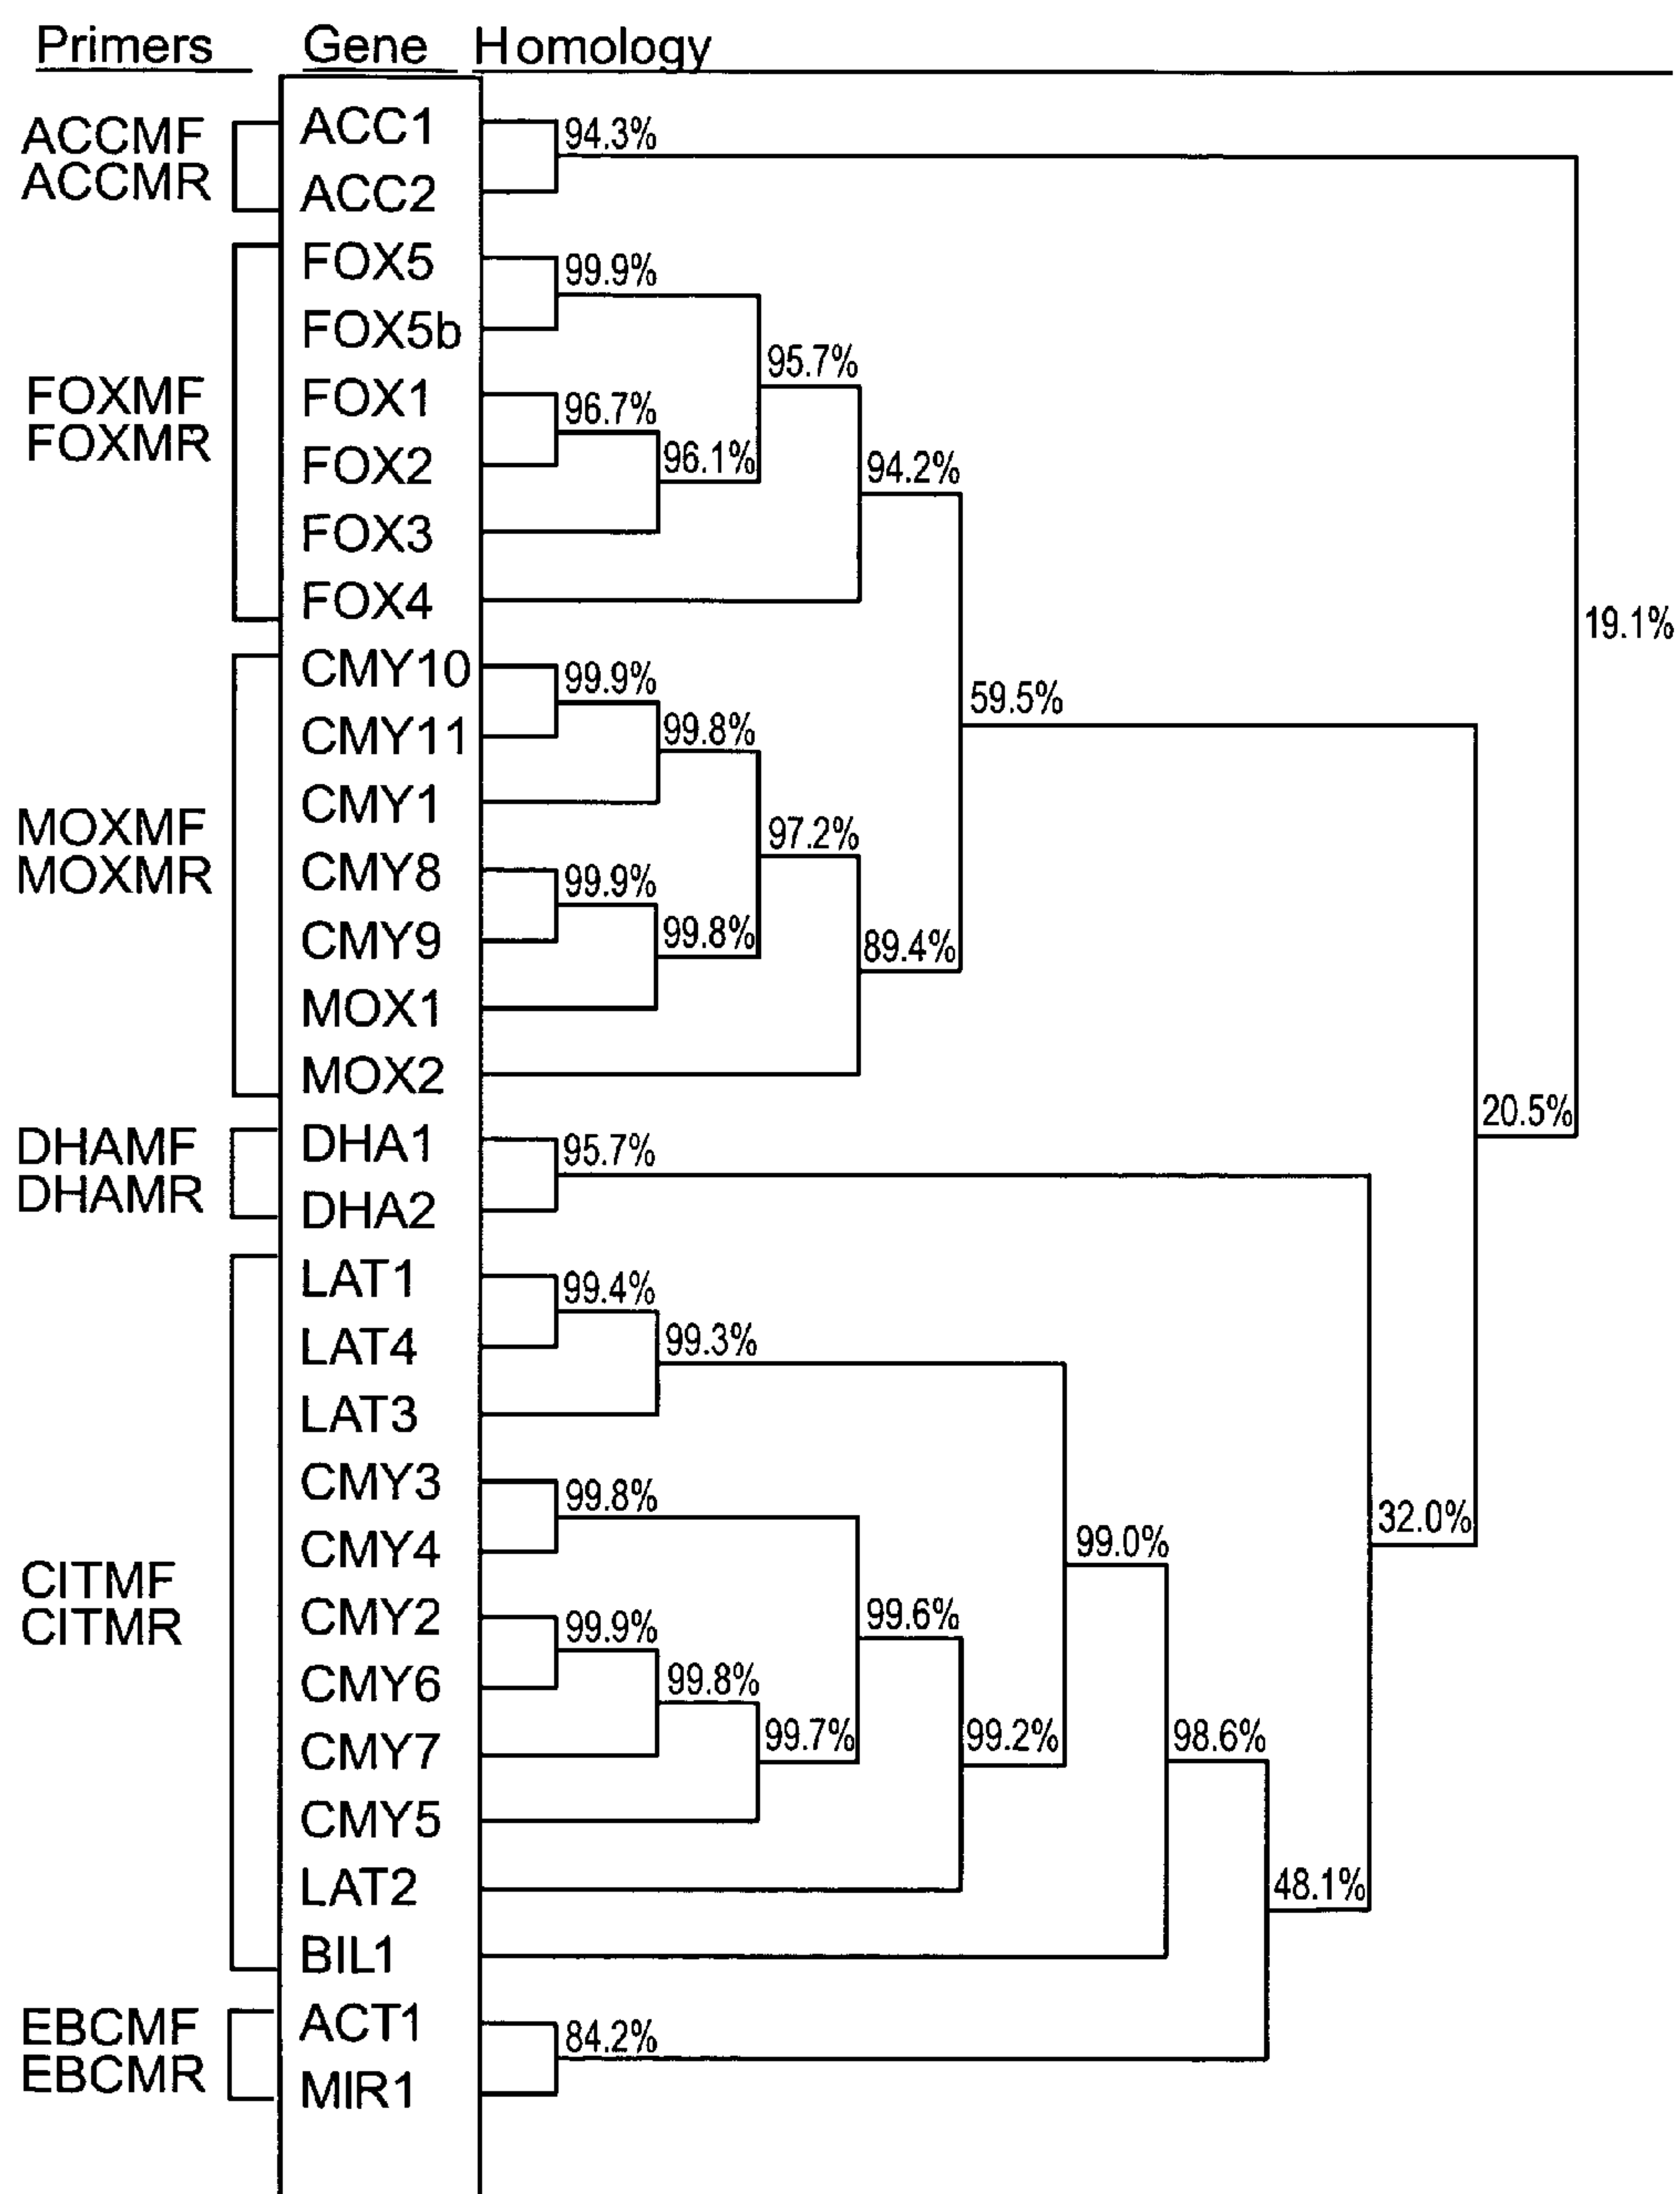 Primers Gene Homology
ACCMF
ACCMR
FOXMF
FOXMR
MOXMF
MOXMR
DHAMF
DHAMR
CITMF
CITMR
EBCMF
EBCMR
ACC1
ACC2
FOX5
FOX5b
FOX1
FOX2
FOX3
FOX4
CMY10
CMY11
CMY1
CMY8
CMY9
MOX1
MOX2
DHA1
DHA2
LAT1
LAT4
LAT3
CMY3
CMY4
CMY2
CMY6
CMY7
CMY5
LAT2
BIL1
ACT1
MIR1
94.3%
99.9%
95.7%
96.7%
96.1%
94.2%
19.1%
99.9%
59.5%
99.8%
97.2%
99.9%
99.8%
89.4%
20.5%
95.7%
99.4%
99.3%
99.8%
32.0%
99.0%
99.6%
99.9%
99.8%
99.7%
99.2%
98.6%
48.1%
84.2%